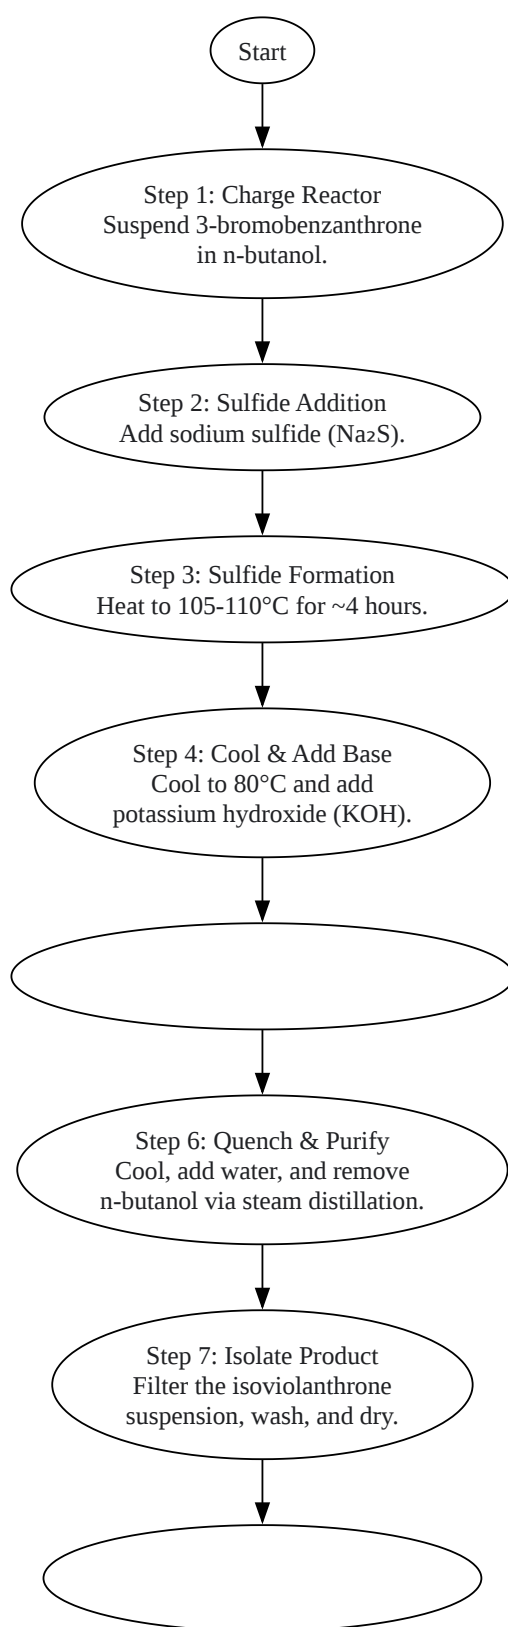 Start
Step 1: Charge Reactor
Suspend 3-bromobenzanthrone
in n-butanol.
Step 2: Sulfide Addition
Add sodium sulfide (Na₂S).
Step 3: Sulfide Formation
Heat to 105-110°C for ~4 hours.
Step 4: Cool & Add Base
Cool to 80°C and add
potassium hydroxide (KOH).
Step 6: Quench & Purify
Cool, add water, and remove
n-butanol via steam distillation.
Step 7: Isolate Product
Filter the isoviolanthrone
suspension, wash, and dry.